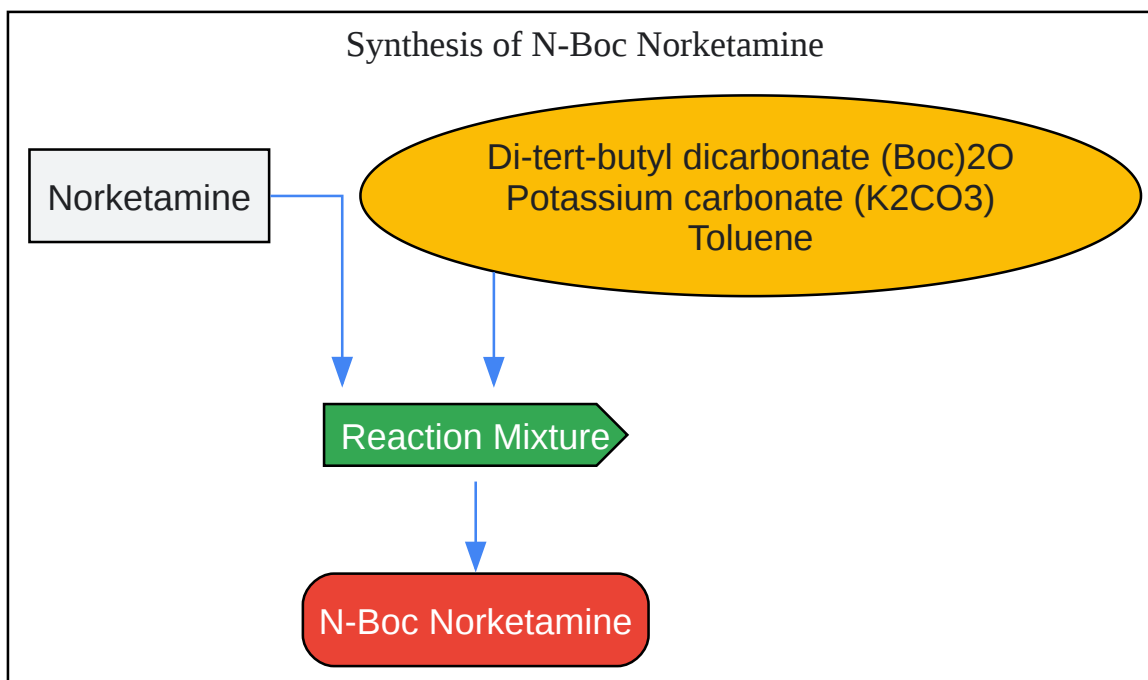 Synthesis of N-Boc Norketamine
Norketamine
Di-tert-butyl dicarbonate (Boc)2O
Potassium carbonate (K2CO3)
Toluene
Reaction Mixture
N-Boc Norketamine